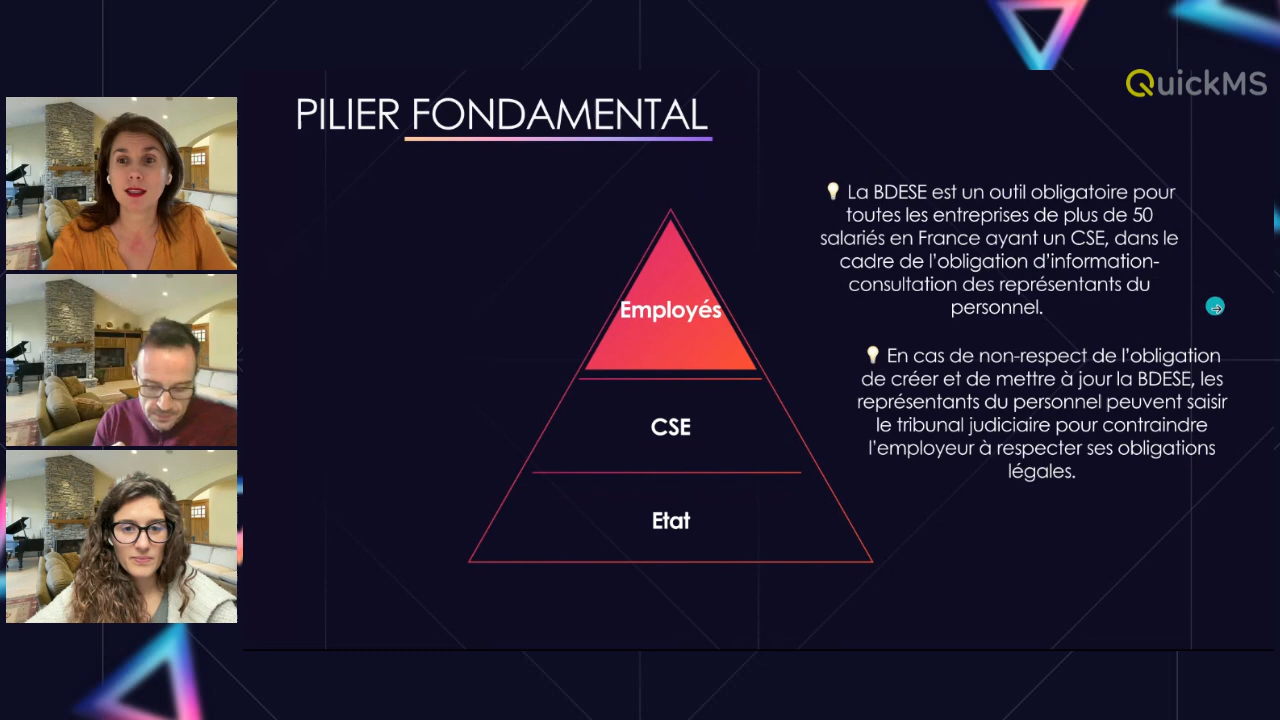 QuickMS
PILIER FONDAMENTAL
La BDESE est un outil obligatoire pour
toutes les entreprises de plus de 50
salariés en France ayant un CSE, dans le
cadre de l'obligation d'information-
consultation des représentants du
personnel.
En cas de non-respect de l'obligation
de créer et de mettre à jour la BDESE, les
représentants du personnel peuvent saisir
le tribunal judiciaire pour contraindre
l'employeur à respecter ses obligations
légales.
Employés
CSE
Etat